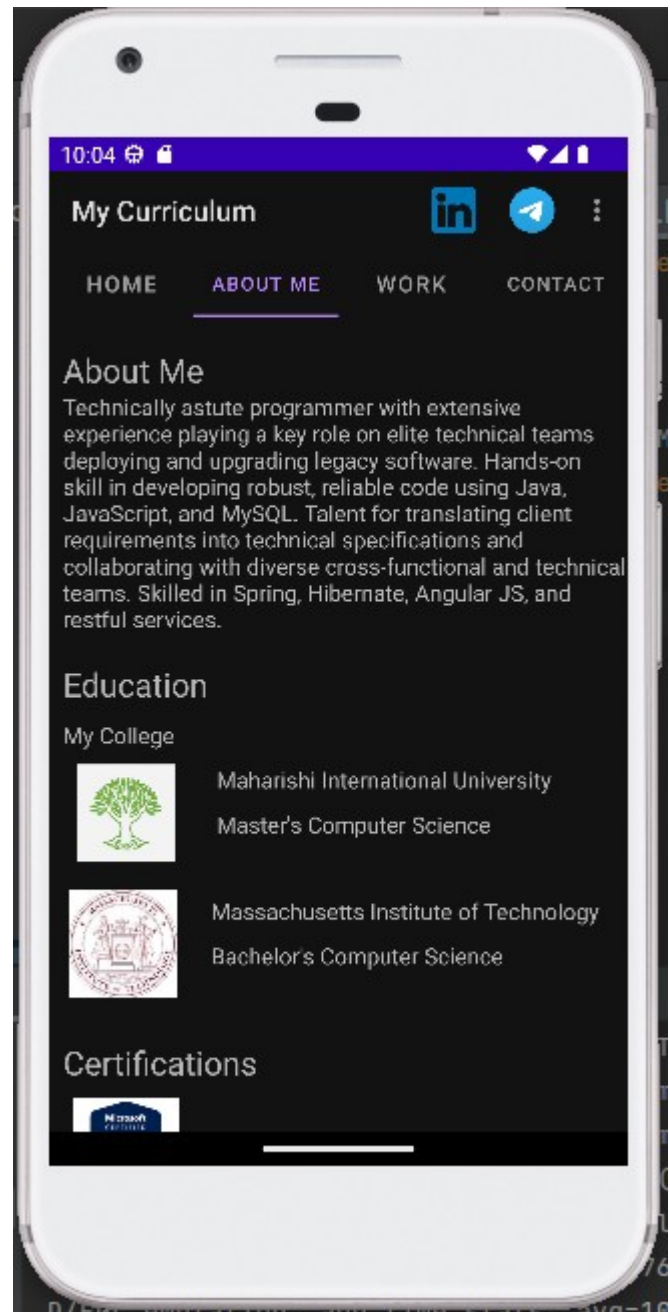 10:04
My Curriculum
in
HOME ABOUT ME WORK CONTACT
About Me
Technically astute programmer with extensive
experience playing a key role on elite technical teams
deploying and upgrading legacy software. Hands-on
skill in developing robust, reliable code using Java,
JavaScript, and MySQL. Talent for translating client
requirements into technical specifications and
collaborating with diverse cross-functional and technical
teams. Skilled in Spring, Hibernate, Angular JS, and
restful services.
Education
My College
Maharishi International University
Master's Computer Science
Massachusetts Institute of Technology
Bachelor's Computer Science
Certifications
Microsoft